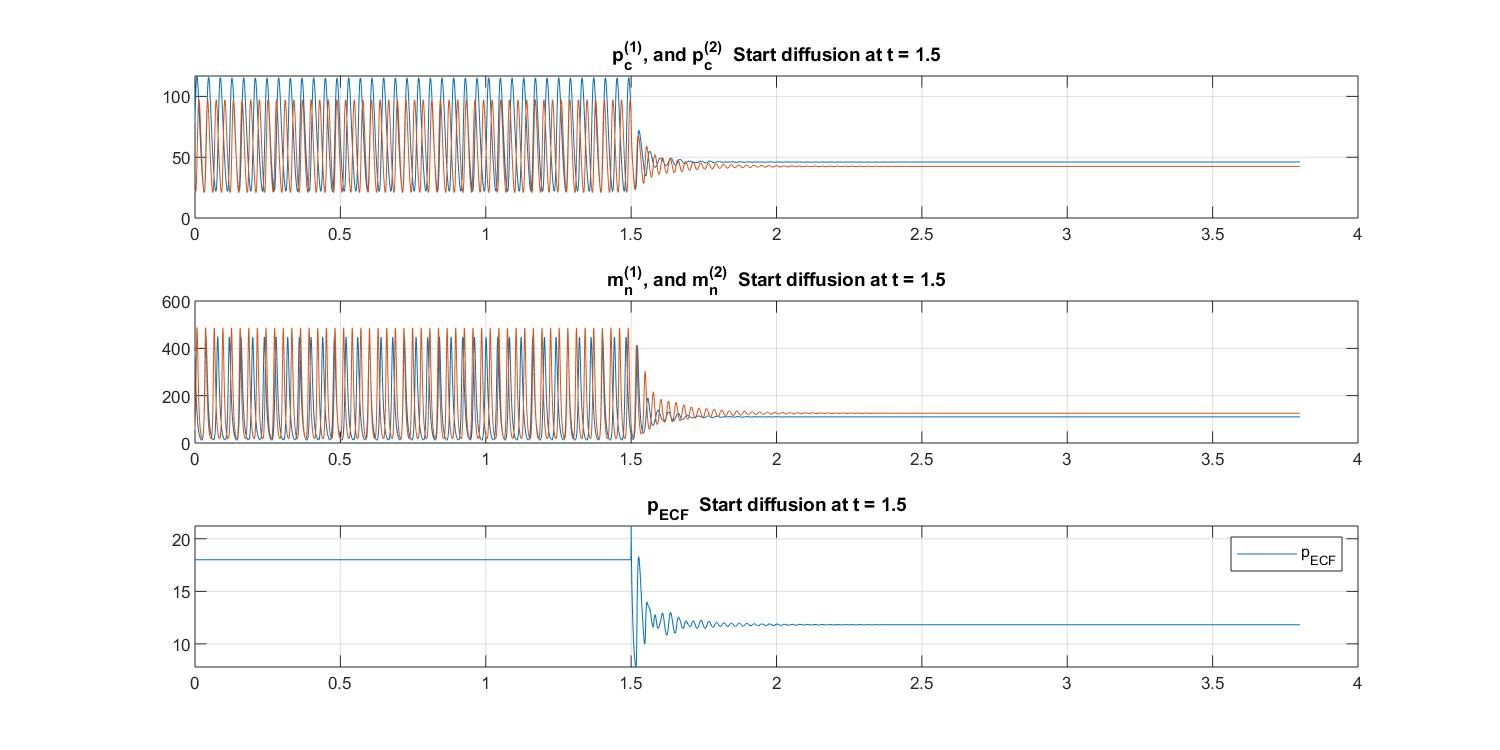 p_c^(1), and p_c^(2) Start diffusion at t = 1.5
100
50
0
0 0.5 1 1.5 2 2.5 3 3.5 4
m_n^(1), and m_n^(2) Start diffusion at t = 1.5
600
400
200
0
0 0.5 1 1.5 2 2.5 3 3.5 4
p_ECF Start diffusion at t = 1.5
20
p_ECF
15
10
0 0.5 1 1.5 2 2.5 3 3.5 4